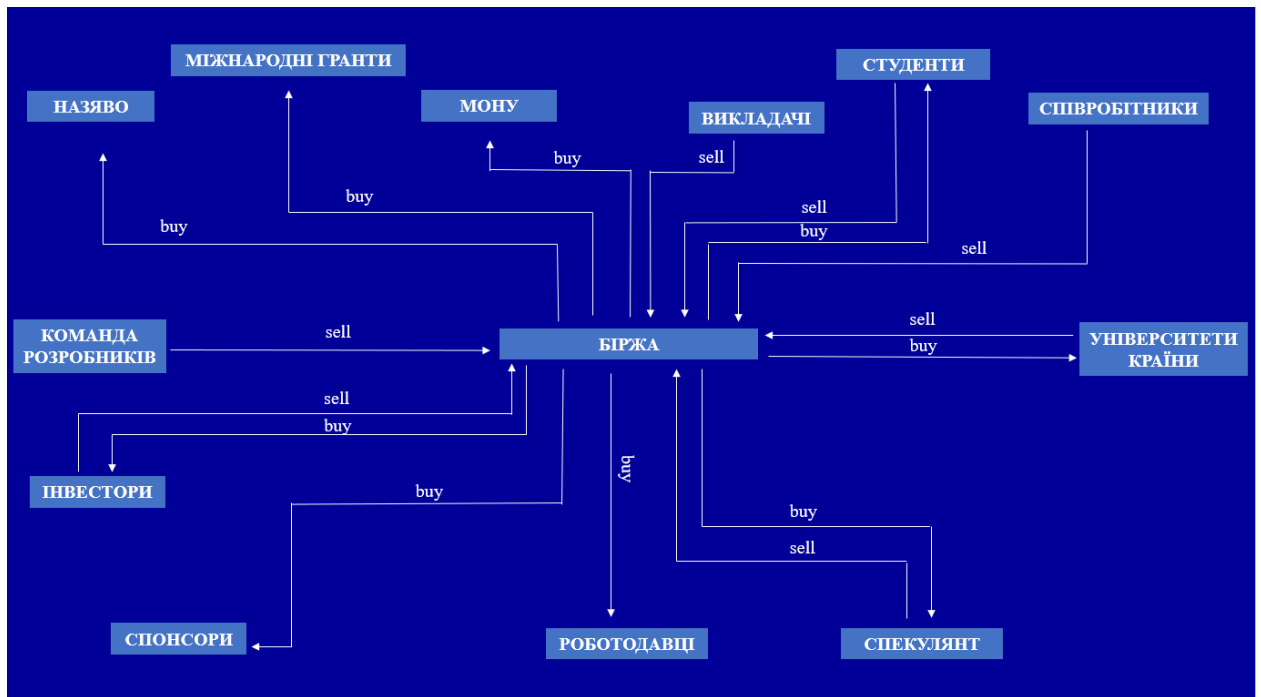 МІЖНАРОДНІ ГРАНТИ
СТУДЕНТИ
НАЗЯВО
МОНУ
ВИКЛАДАЧІ
СПІВРОБІТНИКИ
buy
sell
buy
sell
buy
buy
sell
КОМАНДА
РОЗРОБНИКІВ
sell
БІРЖА
sell
buy
УНІВЕРСИТЕТИ
КРАЇНИ
sell
buy
buy
ІНВЕСТОРИ
buy
buy
sell
СПОНСОРИ
РОБОТОДАВЦІ
СПЕКУЛЯНТ